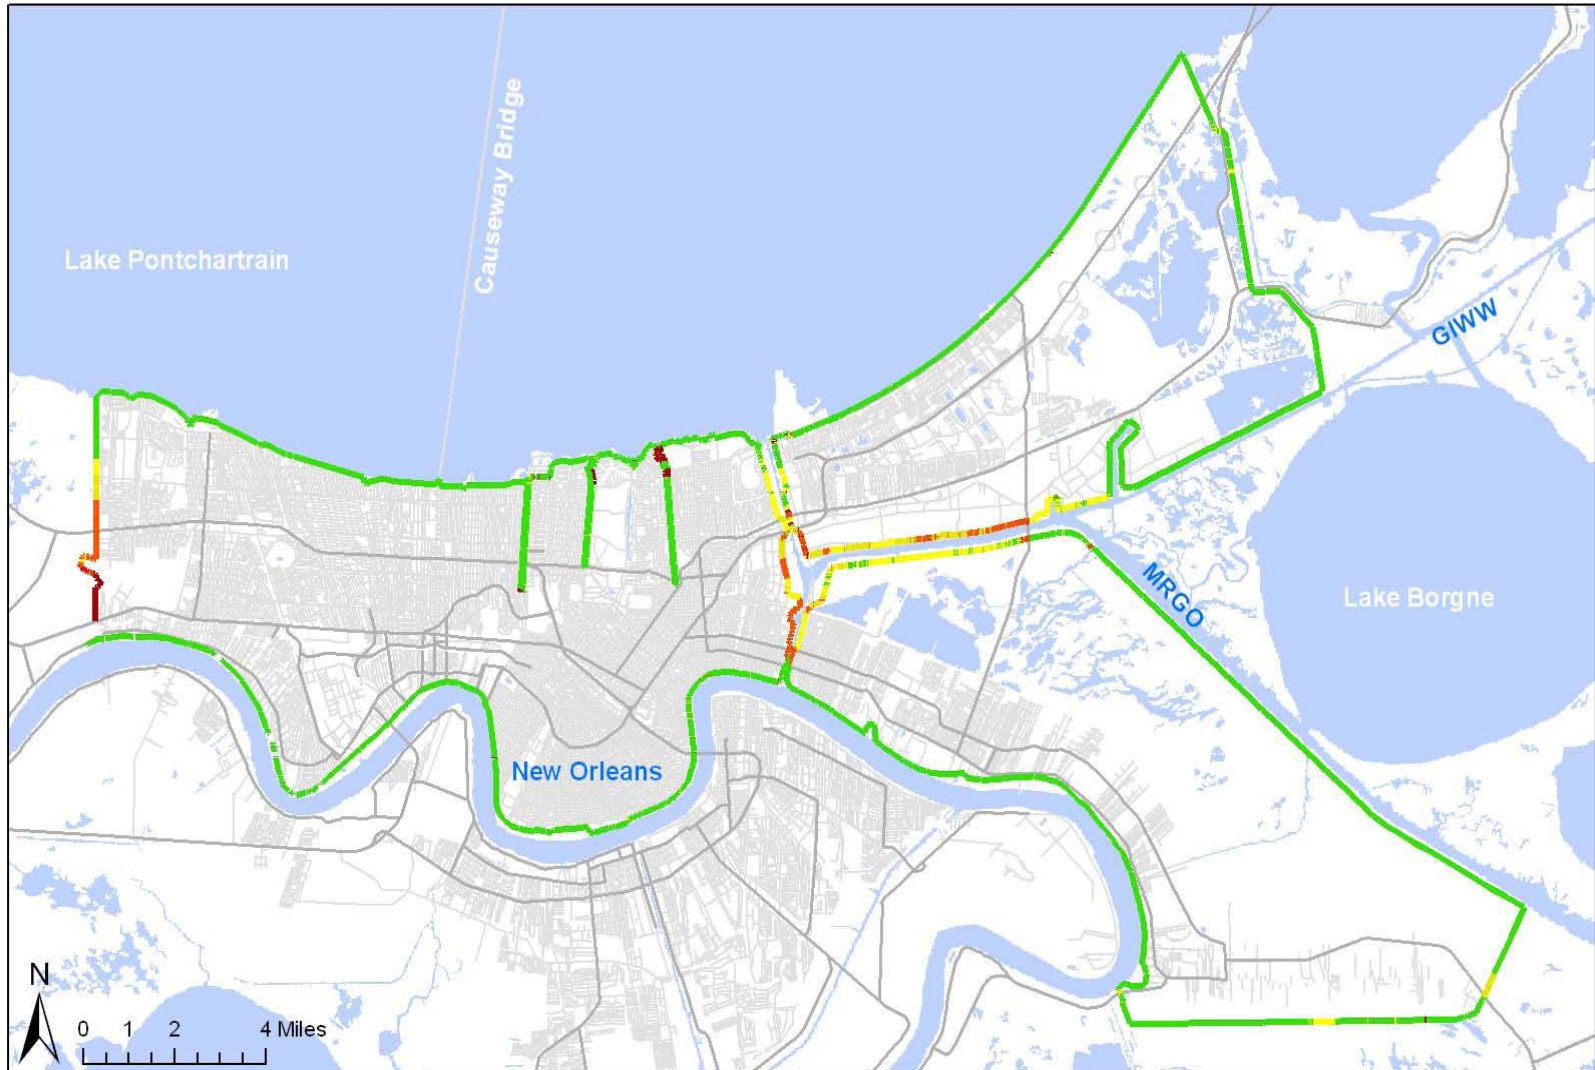 Causeway Bridge
Lake Pontchartrain
GIWW
MRGO
Lake Borgne
New Orleans
N
0 1 2 4 Miles